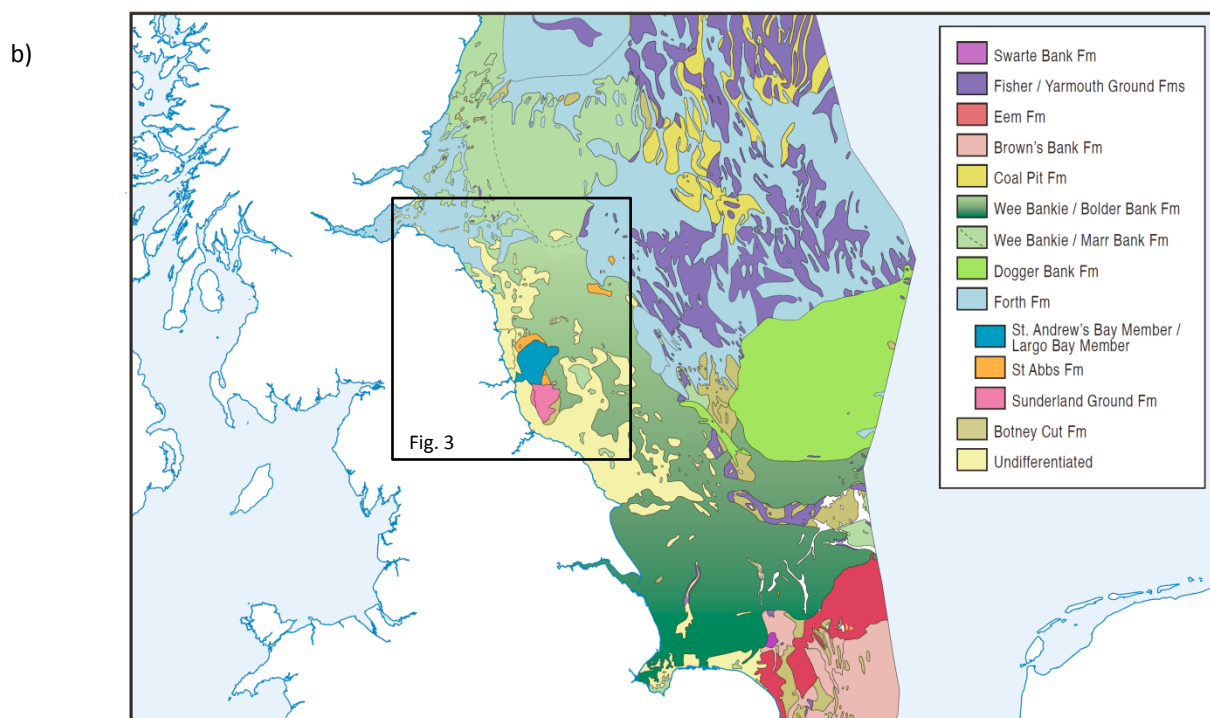 b)
Swarte Bank Fm
Fisher / Yarmouth Ground Fms
Eem Fm
Brown's Bank Fm
Coal Pit Fm
Wee Bankie / Bolder Bank Fm
Wee Bankie / Marr Bank Fm
Dogger Bank Fm
Forth Fm
St. Andrew's Bay Member /
Largo Bay Member
St Abbs Fm
Sunderland Ground Fm
Botney Cut Fm
Undifferentiated
Fig. 3